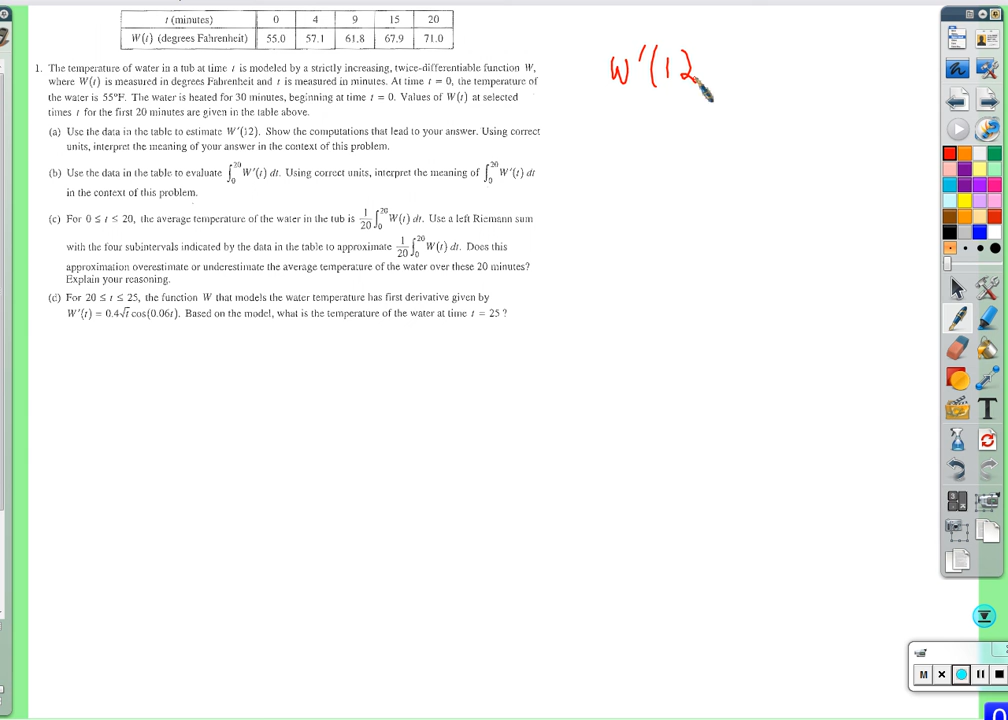 t (minutes) 0 4 9 15 20
W(t) (degrees Fahrenheit) 55.0 57.1 61.8 67.9 71.0
W′(12
1. The temperature of water in a tub at time t is modeled by a strictly increasing, twice-differentiable function W,
where W(t) is measured in degrees Fahrenheit and t is measured in minutes. At time t = 0, the temperature of
the water is 55°F. The water is heated for 30 minutes, beginning at time t = 0. Values of W(t) at selected
times t for the first 20 minutes are given in the table above.
(a) Use the data in the table to estimate W′(12). Show the computations that lead to your answer. Using correct
units, interpret the meaning of your answer in the context of this problem.
(b) Use the data in the table to evaluate ∫₀²⁰ W′(t) dt. Using correct units, interpret the meaning of ∫₀²⁰ W′(t) dt
in the context of this problem.
(c) For 0 ≤ t ≤ 20, the average temperature of the water in the tub is 1/20 ∫₀²⁰ W(t) dt. Use a left Riemann sum
with the four subintervals indicated by the data in the table to approximate 1/20 ∫₀²⁰ W(t) dt. Does this
approximation overestimate or underestimate the average temperature of the water over these 20 minutes?
Explain your reasoning.
(d) For 20 ≤ t ≤ 25, the function W that models the water temperature has first derivative given by
W′(t) = 0.4√t cos(0.06t). Based on the model, what is the temperature of the water at time t = 25 ?
T
M